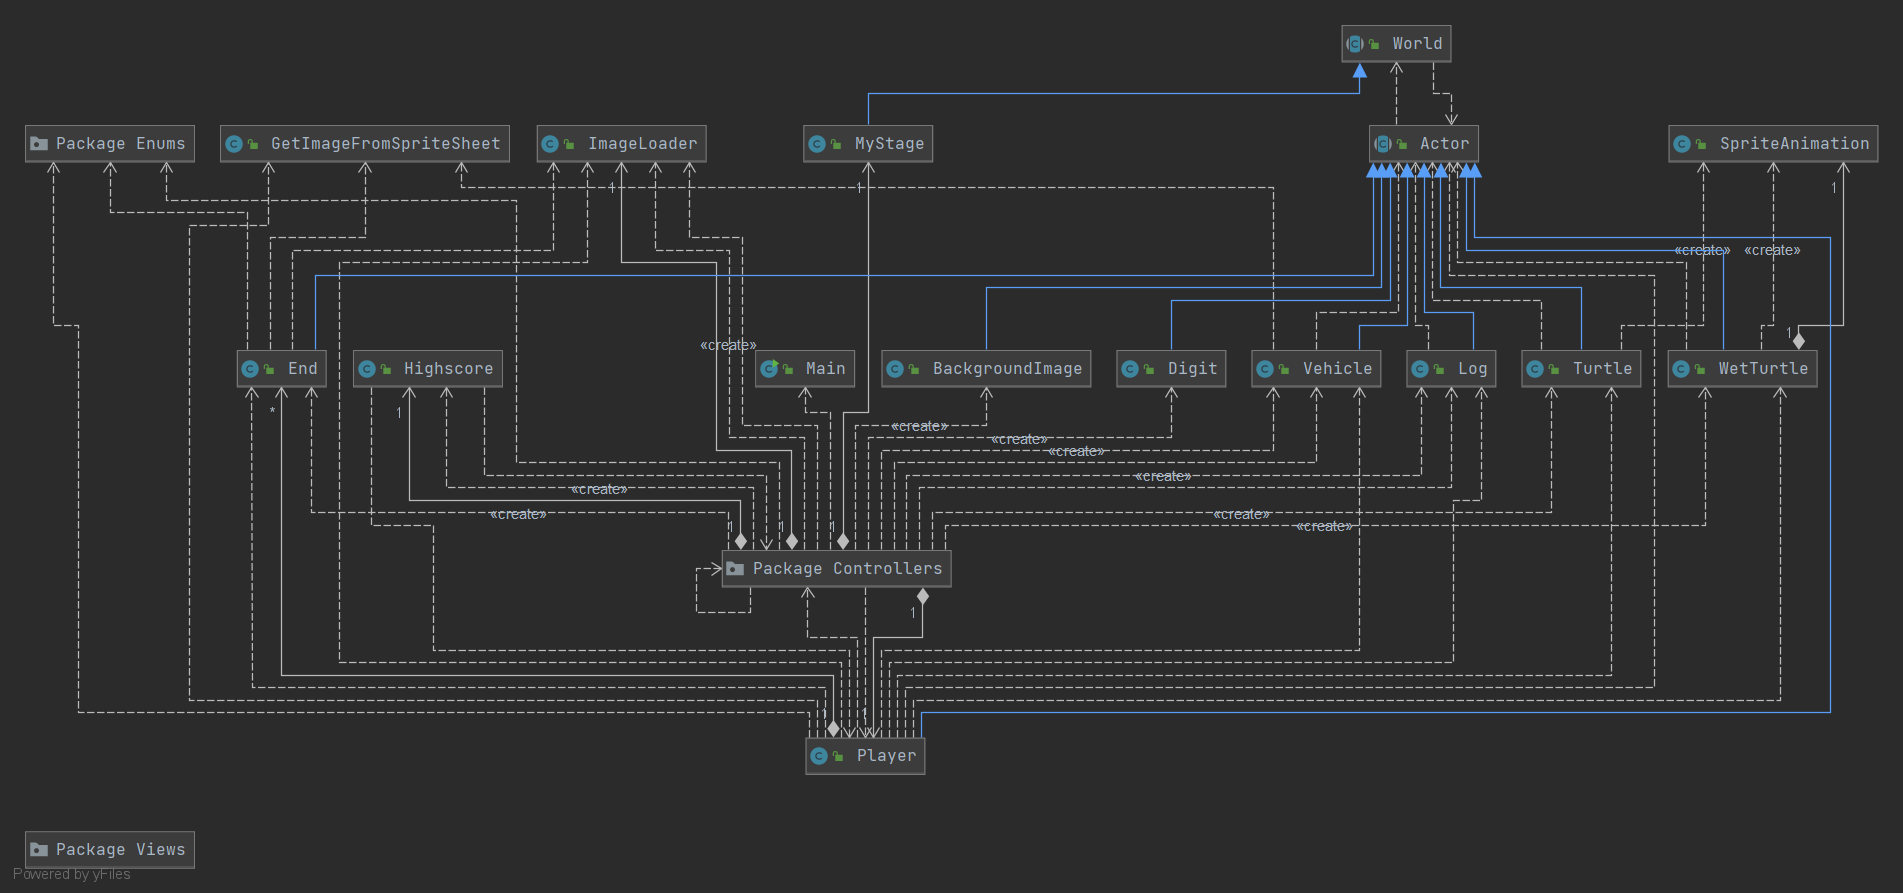 World
Package Enums
GetImageFromSpriteSheet
ImageLoader
MyStage
Actor
SpriteAnimation
1
1
1
«create»
«create»
1
«create»
End
Highscore
Main
BackgroundImage
Digit
Vehicle
Log
Turtle
WetTurtle
*
1
«create»
«create»
«create»
«create»
«create»
«create»
«create»
«create»
1
1
1
Package Controllers
1
1
1
Player
Package Views
Powered by yFiles